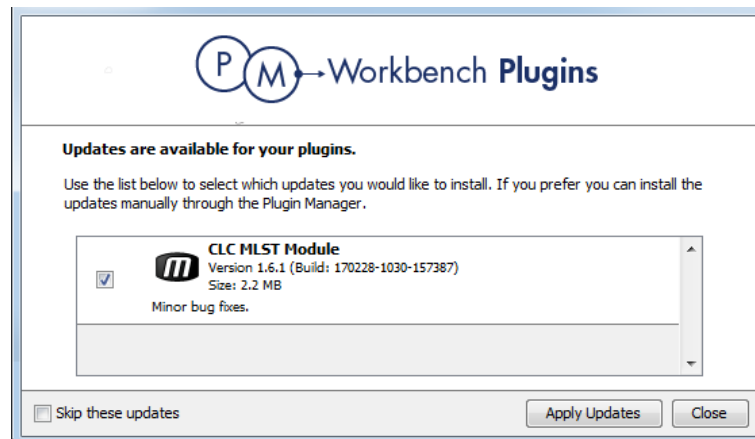 P M Workbench Plugins
Updates are available for your plugins.
Use the list below to select which updates you would like to install. If you prefer you can install the
updates manually through the Plugin Manager.
CLC MLST Module
Version 1.6.1 (Build: 170228-1030-157387)
Size: 2.2 MB
Minor bug fixes.
Skip these updates
Apply Updates
Close